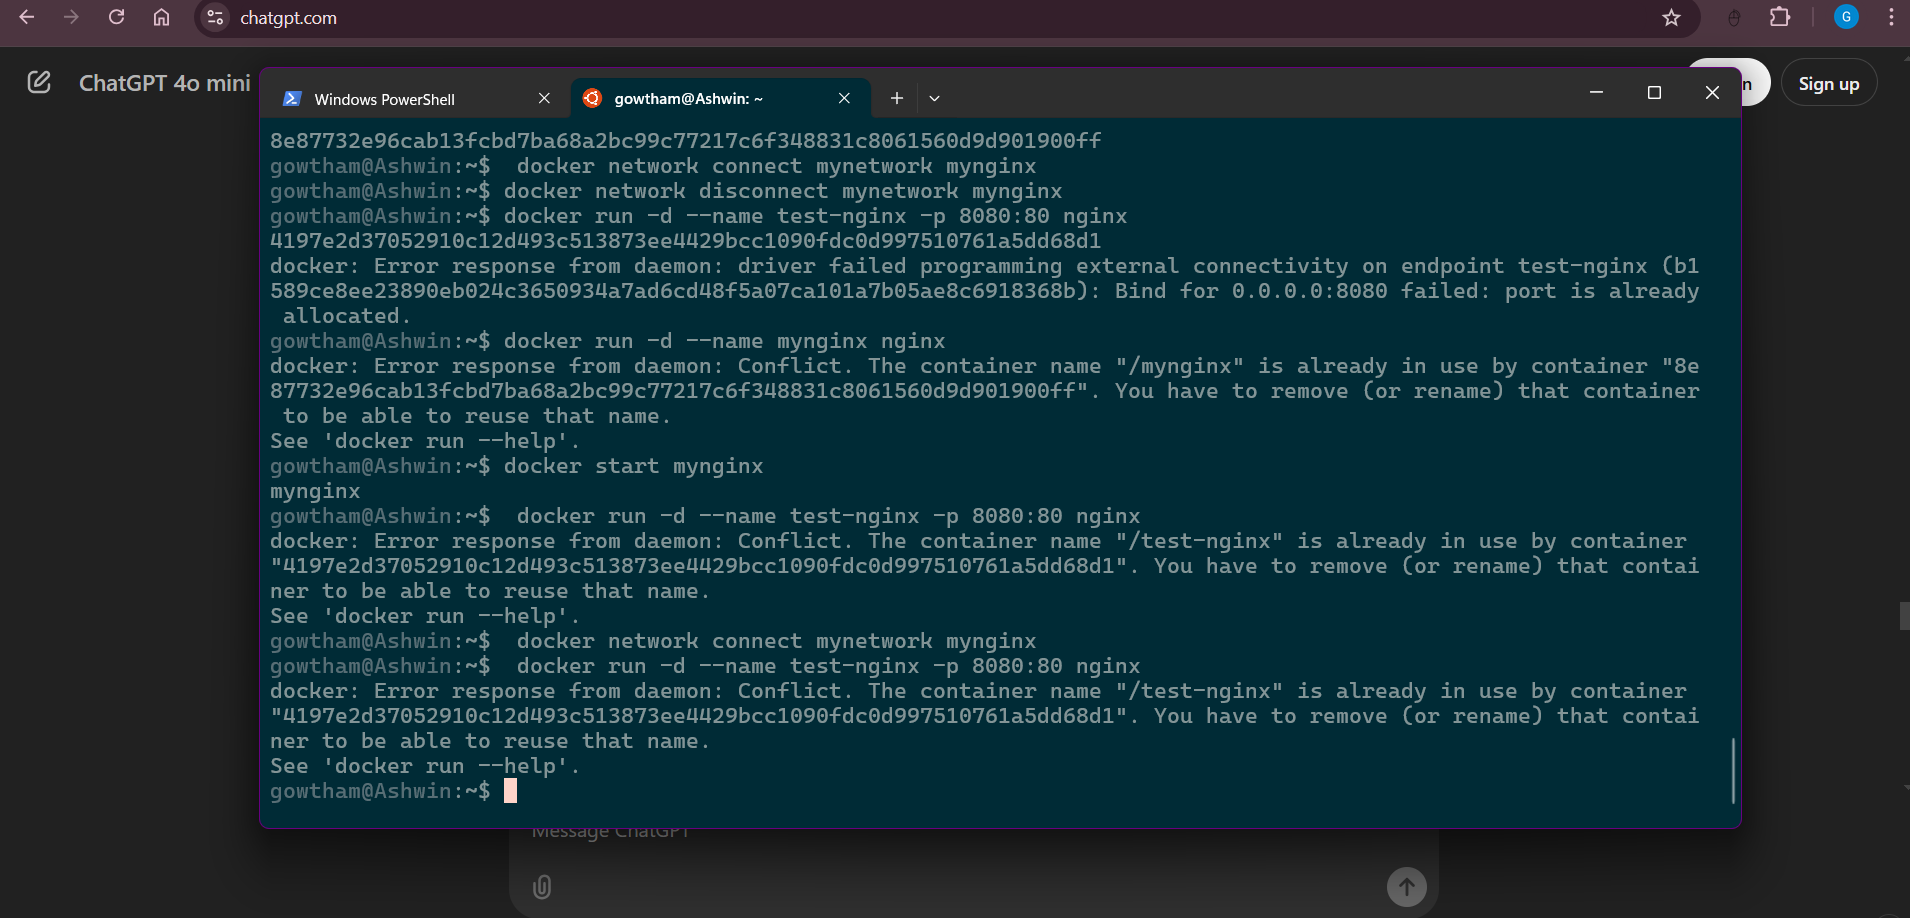 chatgpt.com
G
ChatGPT 4o mini
Sign up
Windows PowerShell
gowtham@Ashwin: ~
8e87732e96cab13fcbd7ba68a2bc99c77217c6f348831c8061560d9d901900ff
gowtham@Ashwin:~$  docker network connect mynetwork mynginx
gowtham@Ashwin:~$ docker network disconnect mynetwork mynginx
gowtham@Ashwin:~$ docker run -d --name test-nginx -p 8080:80 nginx
4197e2d37052910c12d493c513873ee4429bcc1090fdc0d997510761a5dd68d1
docker: Error response from daemon: driver failed programming external connectivity on endpoint test-nginx (b1
589ce8ee23890eb024c3650934a7ad6cd48f5a07ca101a7b05ae8c6918368b): Bind for 0.0.0.0:8080 failed: port is already
 allocated.
gowtham@Ashwin:~$ docker run -d --name mynginx nginx
docker: Error response from daemon: Conflict. The container name "/mynginx" is already in use by container "8e
87732e96cab13fcbd7ba68a2bc99c77217c6f348831c8061560d9d901900ff". You have to remove (or rename) that container
 to be able to reuse that name.
See 'docker run --help'.
gowtham@Ashwin:~$ docker start mynginx
mynginx
gowtham@Ashwin:~$  docker run -d --name test-nginx -p 8080:80 nginx
docker: Error response from daemon: Conflict. The container name "/test-nginx" is already in use by container
"4197e2d37052910c12d493c513873ee4429bcc1090fdc0d997510761a5dd68d1". You have to remove (or rename) that contai
ner to be able to reuse that name.
See 'docker run --help'.
gowtham@Ashwin:~$  docker network connect mynetwork mynginx
gowtham@Ashwin:~$  docker run -d --name test-nginx -p 8080:80 nginx
docker: Error response from daemon: Conflict. The container name "/test-nginx" is already in use by container
"4197e2d37052910c12d493c513873ee4429bcc1090fdc0d997510761a5dd68d1". You have to remove (or rename) that contai
ner to be able to reuse that name.
See 'docker run --help'.
gowtham@Ashwin:~$
Message ChatGPT